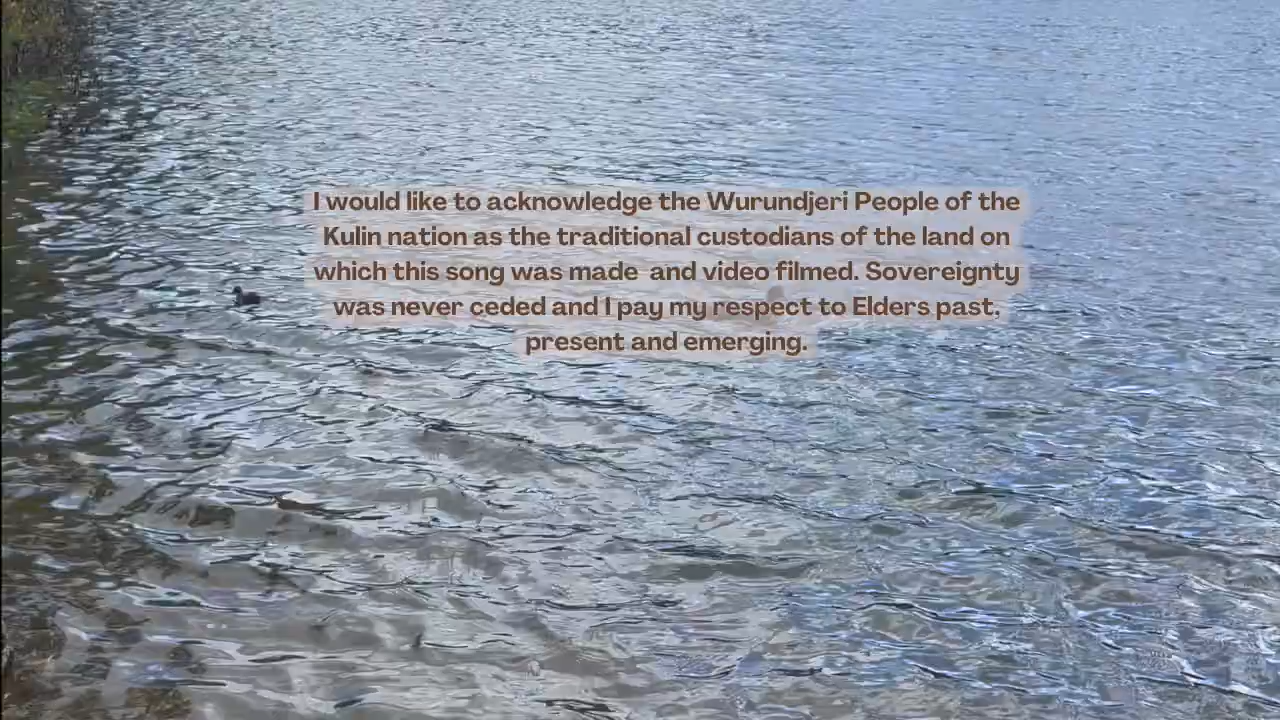 I would like to acknowledge the Wurundjeri People of the
Kulin nation as the traditional custodians of the land on
which this song was made  and video filmed. Sovereignty
was never ceded and I pay my respect to Elders past,
present and emerging.